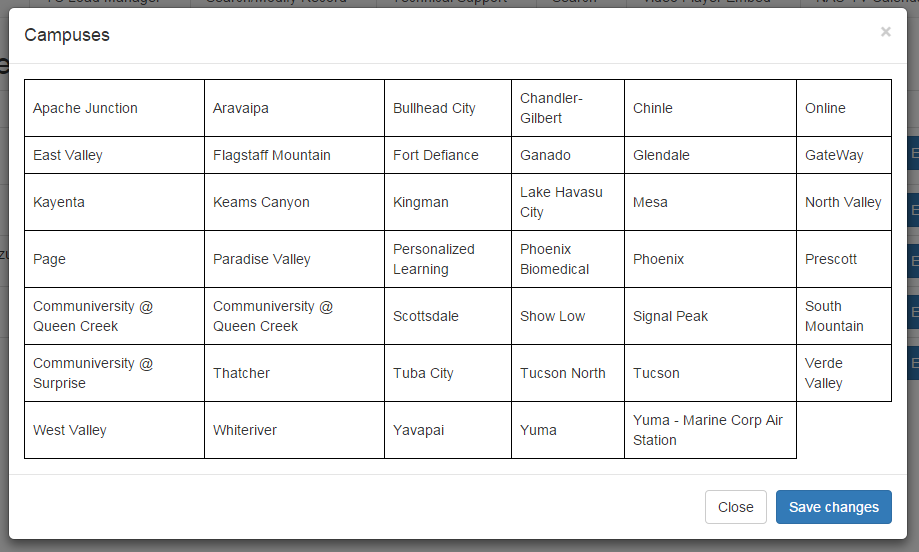 Campuses
×
Apache Junction
Aravaipa
Bullhead City
Chandler-
Gilbert
Chinle
Online
East Valley
Flagstaff Mountain
Fort Defiance
Ganado
Glendale
GateWay
Kayenta
Keams Canyon
Kingman
Lake Havasu
City
Mesa
North Valley
Page
Paradise Valley
Personalized
Learning
Phoenix
Biomedical
Phoenix
Prescott
Communiversity @
Queen Creek
Communiversity @
Queen Creek
Scottsdale
Show Low
Signal Peak
South
Mountain
Communiversity @
Surprise
Thatcher
Tuba City
Tucson North
Tucson
Verde
Valley
West Valley
Whiteriver
Yavapai
Yuma
Yuma - Marine Corp Air
Station
Close
Save changes